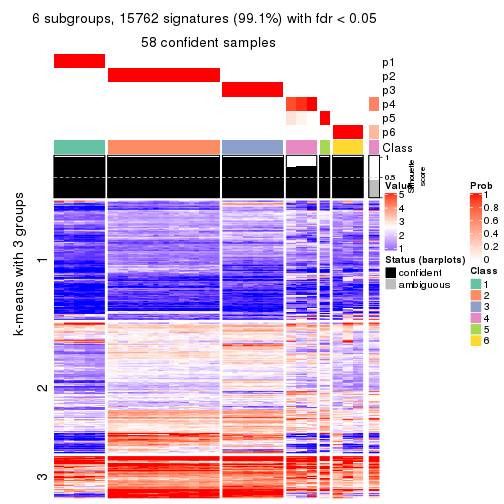 6 subgroups, 15762 signatures (99.1%) with fdr < 0.05
58 confident samples
p1
p2
p3
p4
p5
p6
Class
1
0.5
Silhouette
score
k-means with 3 groups
1
2
3
Value
5
4
3
2
1
Status (barplots)
confident
ambiguous
Prob
1
0.8
0.6
0.4
0.2
0
Class
1
2
3
4
5
6